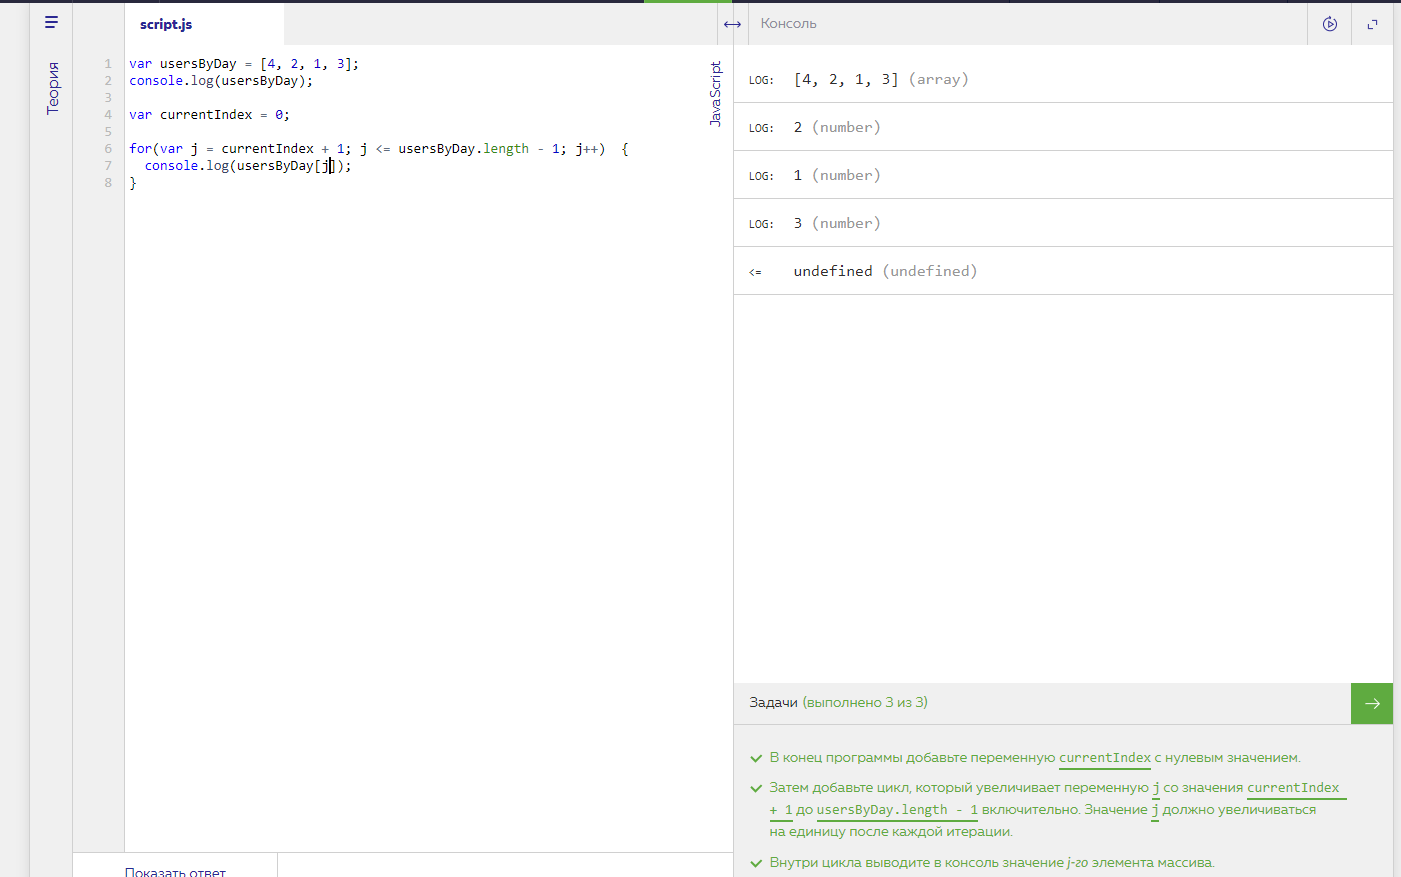 script.js
Консоль
Теория
JavaScript
1 var usersByDay = [4, 2, 1, 3];
2 console.log(usersByDay);
3
4 var currentIndex = 0;
5
6 for(var j = currentIndex + 1; j <= usersByDay.length - 1; j++)  {
7   console.log(usersByDay[j]);
8 }
LOG: [4, 2, 1, 3] (array)
LOG: 2 (number)
LOG: 1 (number)
LOG: 3 (number)
<= undefined (undefined)
Задачи (выполнено 3 из 3)
В конец программы добавьте переменную currentIndex с нулевым значением.
Затем добавьте цикл, который увеличивает переменную j со значения currentIndex
+ 1 до usersByDay.length - 1 включительно. Значение j должно увеличиваться
на единицу после каждой итерации.
Внутри цикла выводите в консоль значение j-го элемента массива.
Показать ответ